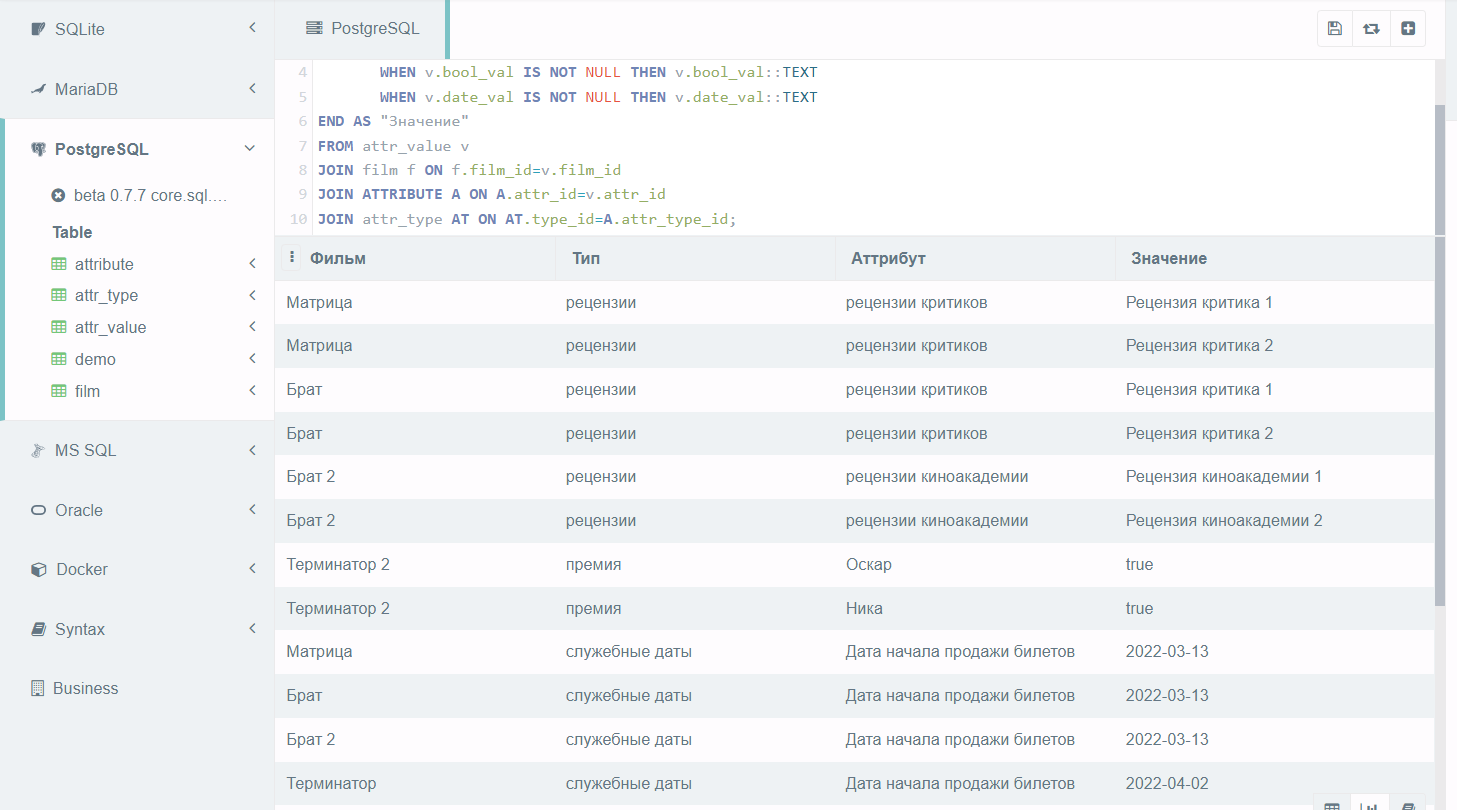 SQLite
MariaDB
PostgreSQL
beta 0.7.7 core.sql....
Table
attribute
attr_type
attr_value
demo
film
MS SQL
Oracle
Docker
Syntax
Business
PostgreSQL
4 WHEN v.bool_val IS NOT NULL THEN v.bool_val::TEXT
5 WHEN v.date_val IS NOT NULL THEN v.date_val::TEXT
6 END AS "Значение"
7 FROM attr_value v
8 JOIN film f ON f.film_id=v.film_id
9 JOIN ATTRIBUTE A ON A.attr_id=v.attr_id
10 JOIN attr_type AT ON AT.type_id=A.attr_type_id;
Фильм Тип Аттрибут Значение
Матрица рецензии рецензии критиков Рецензия критика 1
Матрица рецензии рецензии критиков Рецензия критика 2
Брат рецензии рецензии критиков Рецензия критика 1
Брат рецензии рецензии критиков Рецензия критика 2
Брат 2 рецензии рецензии киноакадемии Рецензия киноакадемии 1
Брат 2 рецензии рецензии киноакадемии Рецензия киноакадемии 2
Терминатор 2 премия Оскар true
Терминатор 2 премия Ника true
Матрица служебные даты Дата начала продажи билетов 2022-03-13
Брат служебные даты Дата начала продажи билетов 2022-03-13
Брат 2 служебные даты Дата начала продажи билетов 2022-03-13
Терминатор служебные даты Дата начала продажи билетов 2022-04-02